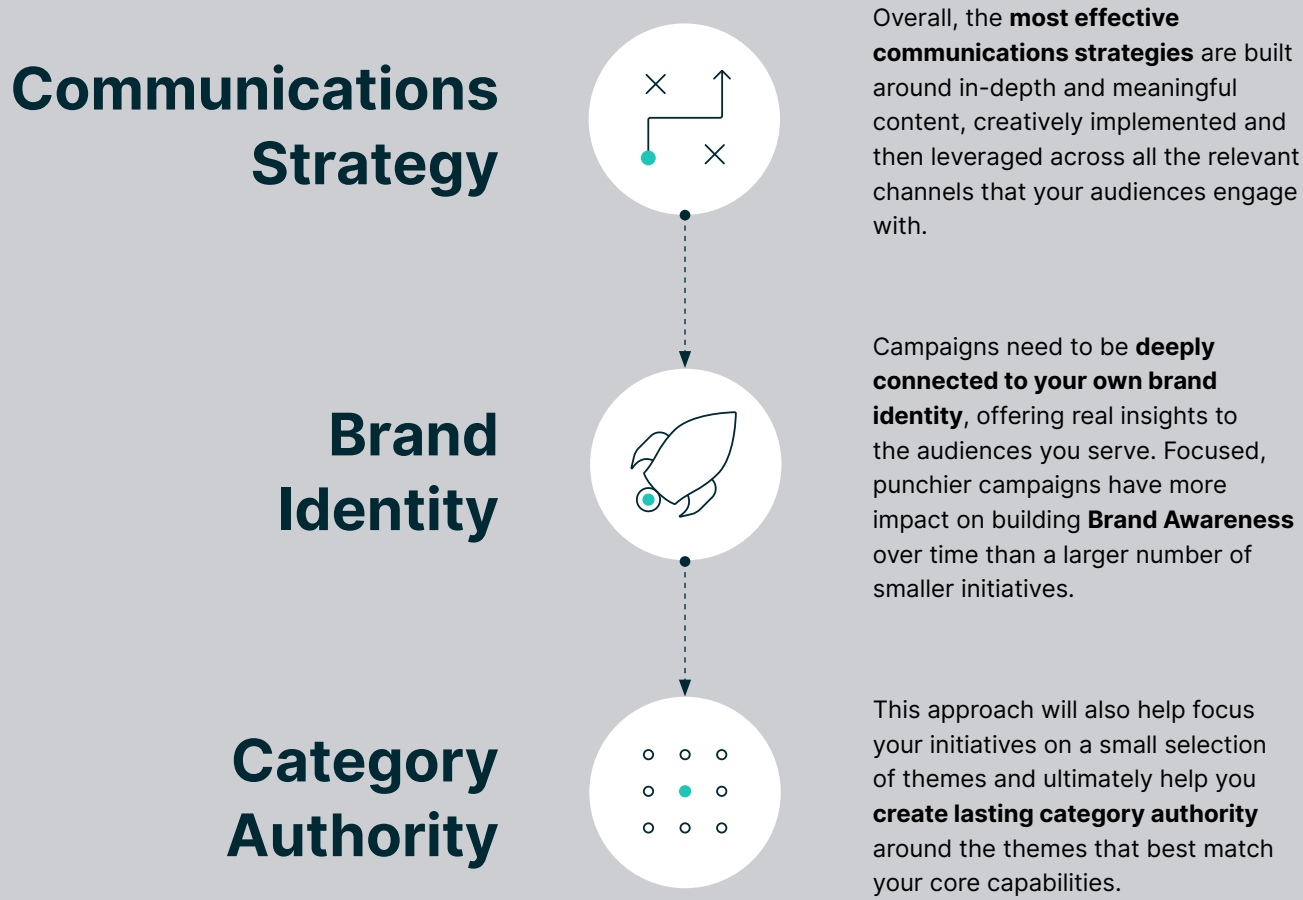 Communications
Strategy
Overall, the most effective
communications strategies are built
around in-depth and meaningful
content, creatively implemented and
then leveraged across all the relevant
channels that your audiences engage
with.
Brand
Identity
Campaigns need to be deeply
connected to your own brand
identity, offering real insights to
the audiences you serve. Focused,
punchier campaigns have more
impact on building Brand Awareness
over time than a larger number of
smaller initiatives.
Category
Authority
This approach will also help focus
your initiatives on a small selection
of themes and ultimately help you
create lasting category authority
around the themes that best match
your core capabilities.